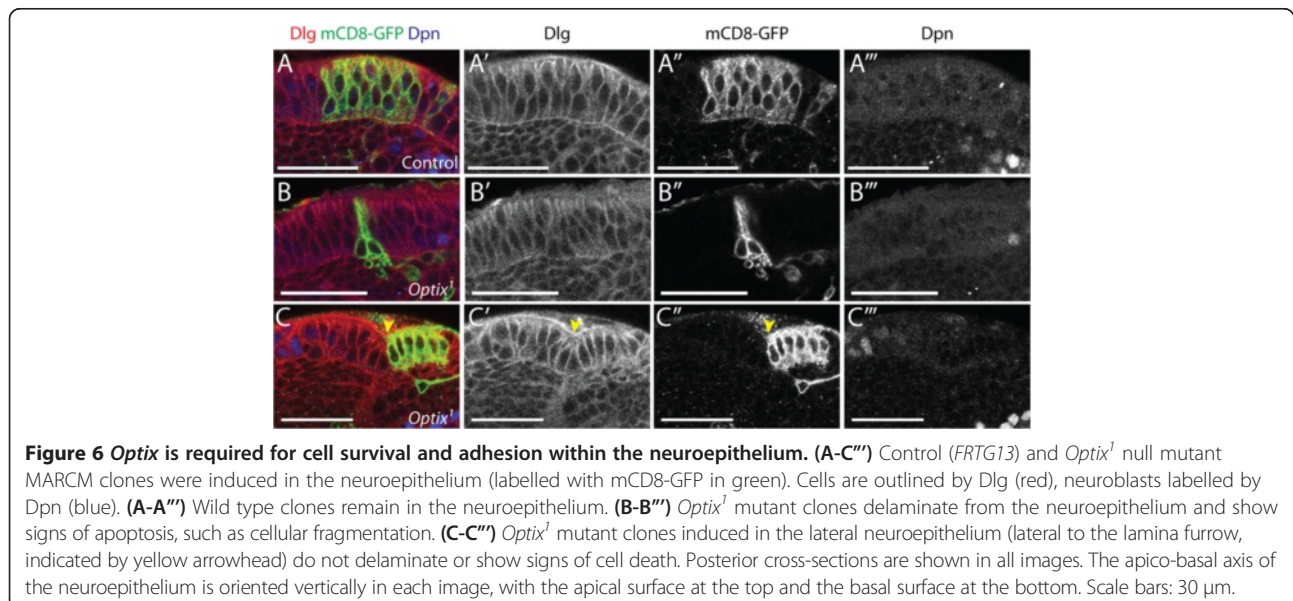 Dlg mCD8-GFP Dpn Dlg mCD8-GFP Dpn
A A' A'' A'''
Control
B B' B'' B'''
Optix¹
C C' C'' C'''
Optix¹
Figure 6 Optix is required for cell survival and adhesion within the neuroepithelium. (A-C''') Control (FRTG13) and Optix¹ null mutant
MARCM clones were induced in the neuroepithelium (labelled with mCD8-GFP in green). Cells are outlined by Dlg (red), neuroblasts labelled by
Dpn (blue). (A-A''') Wild type clones remain in the neuroepithelium. (B-B''') Optix¹ mutant clones delaminate from the neuroepithelium and show
signs of apoptosis, such as cellular fragmentation. (C-C''') Optix¹ mutant clones induced in the lateral neuroepithelium (lateral to the lamina furrow,
indicated by yellow arrowhead) do not delaminate or show signs of cell death. Posterior cross-sections are shown in all images. The apico-basal axis of
the neuroepithelium is oriented vertically in each image, with the apical surface at the top and the basal surface at the bottom. Scale bars: 30 μm.